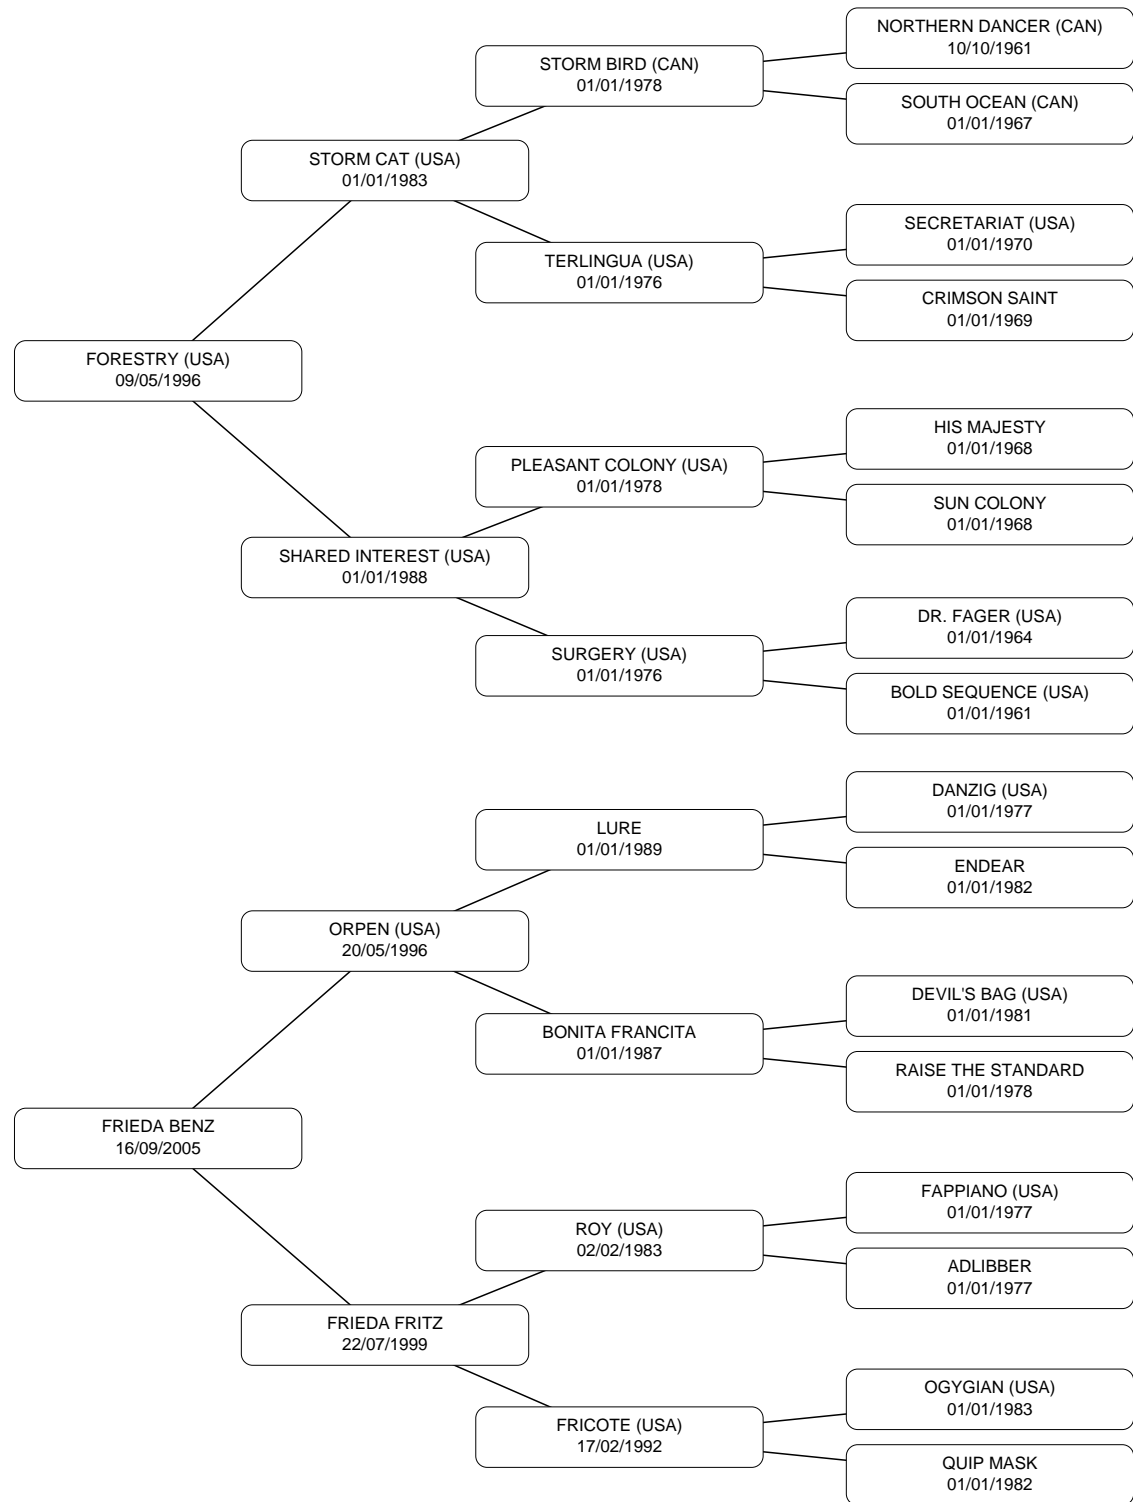 NORTHERN DANCER (CAN)
10/10/1961
STORM BIRD (CAN)
01/01/1978
SOUTH OCEAN (CAN)
01/01/1967
STORM CAT (USA)
01/01/1983
SECRETARIAT (USA)
01/01/1970
TERLINGUA (USA)
01/01/1976
CRIMSON SAINT
01/01/1969
FORESTRY (USA)
09/05/1996
HIS MAJESTY
01/01/1968
PLEASANT COLONY (USA)
01/01/1978
SUN COLONY
01/01/1968
SHARED INTEREST (USA)
01/01/1988
DR. FAGER (USA)
01/01/1964
SURGERY (USA)
01/01/1976
BOLD SEQUENCE (USA)
01/01/1961
DANZIG (USA)
01/01/1977
LURE
01/01/1989
ENDEAR
01/01/1982
ORPEN (USA)
20/05/1996
DEVIL'S BAG (USA)
01/01/1981
BONITA FRANCITA
01/01/1987
RAISE THE STANDARD
01/01/1978
FRIEDA BENZ
16/09/2005
FAPPIANO (USA)
01/01/1977
ROY (USA)
02/02/1983
ADLIBBER
01/01/1977
FRIEDA FRITZ
22/07/1999
OGYGIAN (USA)
01/01/1983
FRICOTE (USA)
17/02/1992
QUIP MASK
01/01/1982